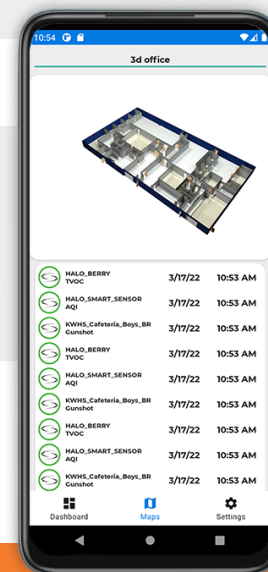 10:54
3d office
HALO_BERRY 3/17/22 10:53 AM
TVOC
HALO_SMART_SENSOR 3/17/22 10:53 AM
AQI
KWHS_Cafeteria_Boys_BR 3/17/22 10:53 AM
Gunshot
HALO_BERRY 3/17/22 10:53 AM
TVOC
HALO_SMART_SENSOR 3/17/22 10:53 AM
AQI
KWHS_Cafeteria_Boys_BR 3/17/22 10:53 AM
Gunshot
HALO_BERRY 3/17/22 10:53 AM
TVOC
HALO_SMART_SENSOR 3/17/22 10:53 AM
AQI
KWHS_Cafeteria_Boys_BR 3/17/22 10:53 AM
Gunshot
Dashboard Maps Settings